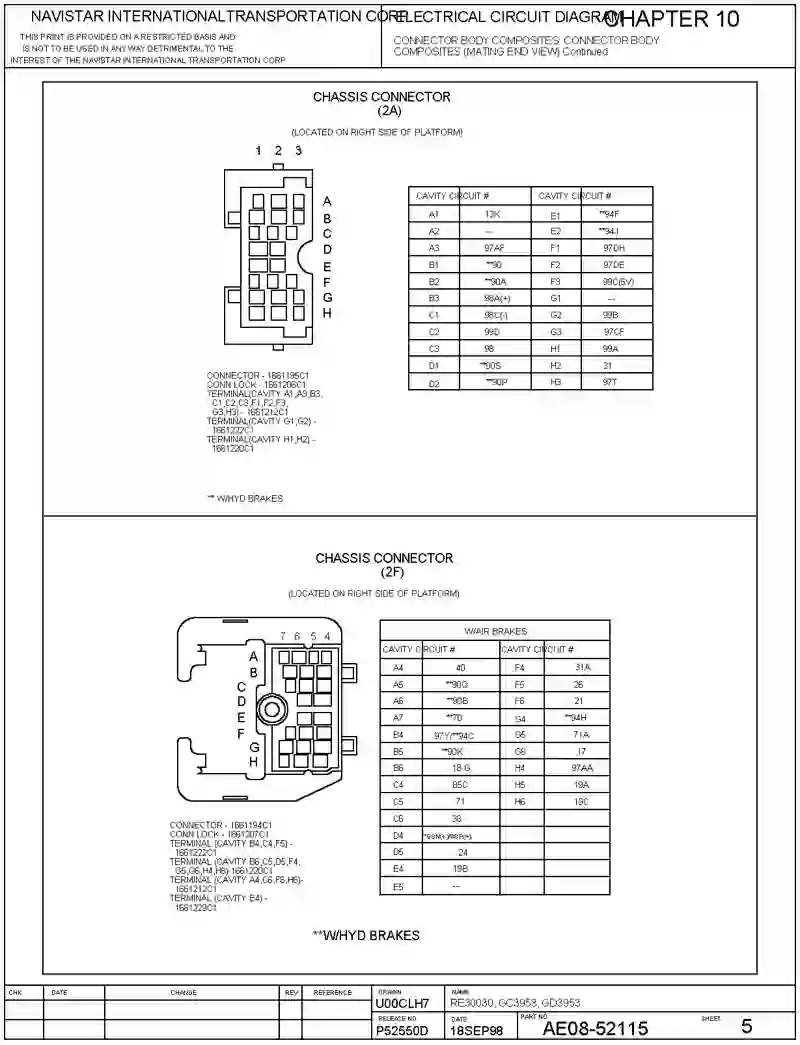 NAVISTAR INTERNATIONAL TRANSPORTATION CORP.
ELECTRICAL CIRCUIT DIAGRAM
CHAPTER 10
THIS PRINT IS PROVIDED ON A RESTRICTED BASIS AND
IS NOT TO BE USED IN ANY WAY DETRIMENTAL TO THE
INTEREST OF THE NAVISTAR INTERNATIONAL TRANSPORTATION CORP
CONNECTOR BODY COMPOSITES: CONNECTOR BODY
COMPOSITES (MATING END VIEW) Continued
CHASSIS CONNECTOR
(2A)
(LOCATED ON RIGHT SIDE OF PLATFORM)
1 2 3
A
B
C
D
E
F
G
H
CAVITY CIRCUIT # CAVITY CIRCUIT #
A1 13K E1 **94F
A2 --- E2 **94J
A3 97AF F1 97DH
B1 **90 F2 97DE
B2 **90A F3 99C(5V)
B3 98A(+) G1 ---
C1 98C(-) G2 99B
C2 99D G3 97CF
C3 98 H1 99A
D1 **90S H2 31
D2 **90P H3 97T
CONNECTOR - 1661195C1
CONN LOCK - 1661206C1
TERMINAL(CAVITY A1,A3,B3,
C1,C2,C3,F1,F2,F3,
G3,H3) - 1661212C1
TERMINAL(CAVITY G1,G2) -
1661222C1
TERMINAL(CAVITY H1,H2) -
1661220C1
** W/HYD BRAKES
CHASSIS CONNECTOR
(2F)
(LOCATED ON RIGHT SIDE OF PLATFORM)
7 6 5 4
A
B
C
D
E
F
G
H
W/AIR BRAKES
CAVITY CIRCUIT # CAVITY CIRCUIT #
A4 40 F4 31A
A5 **90Q F5 26
A6 **90B F6 21
A7 **70 G4 **94H
B4 97Y/**94C G5 71A
B5 **90K G6 17
B6 18-G H4 97AA
C4 85C H5 19A
C5 71 H6 19C
C6 38
D4
D5 24
E4 19B
E5 ---
CONNECTOR - 1661194C1
CONN LOCK - 1661207C1
TERMINAL (CAVITY B4,C4,F5) -
1661222C1
TERMINAL (CAVITY B6,C5,D5,F4,
G5,G6,H4,H6) 1661220C1
TERMINAL (CAVITY A4,C6,F6,H5)-
1661212C1
TERMINAL (CAVITY E4) -
1661229C1
**W/HYD BRAKES
CHK DATE CHANGE REV REFERENCE
DRAWN
U00CLH7
NAME
RE30030, GC3953, GD3953
RELEASE NO.
P52550D
DATE
18SEP98
PART NO.
AE08-52115
SHEET
5